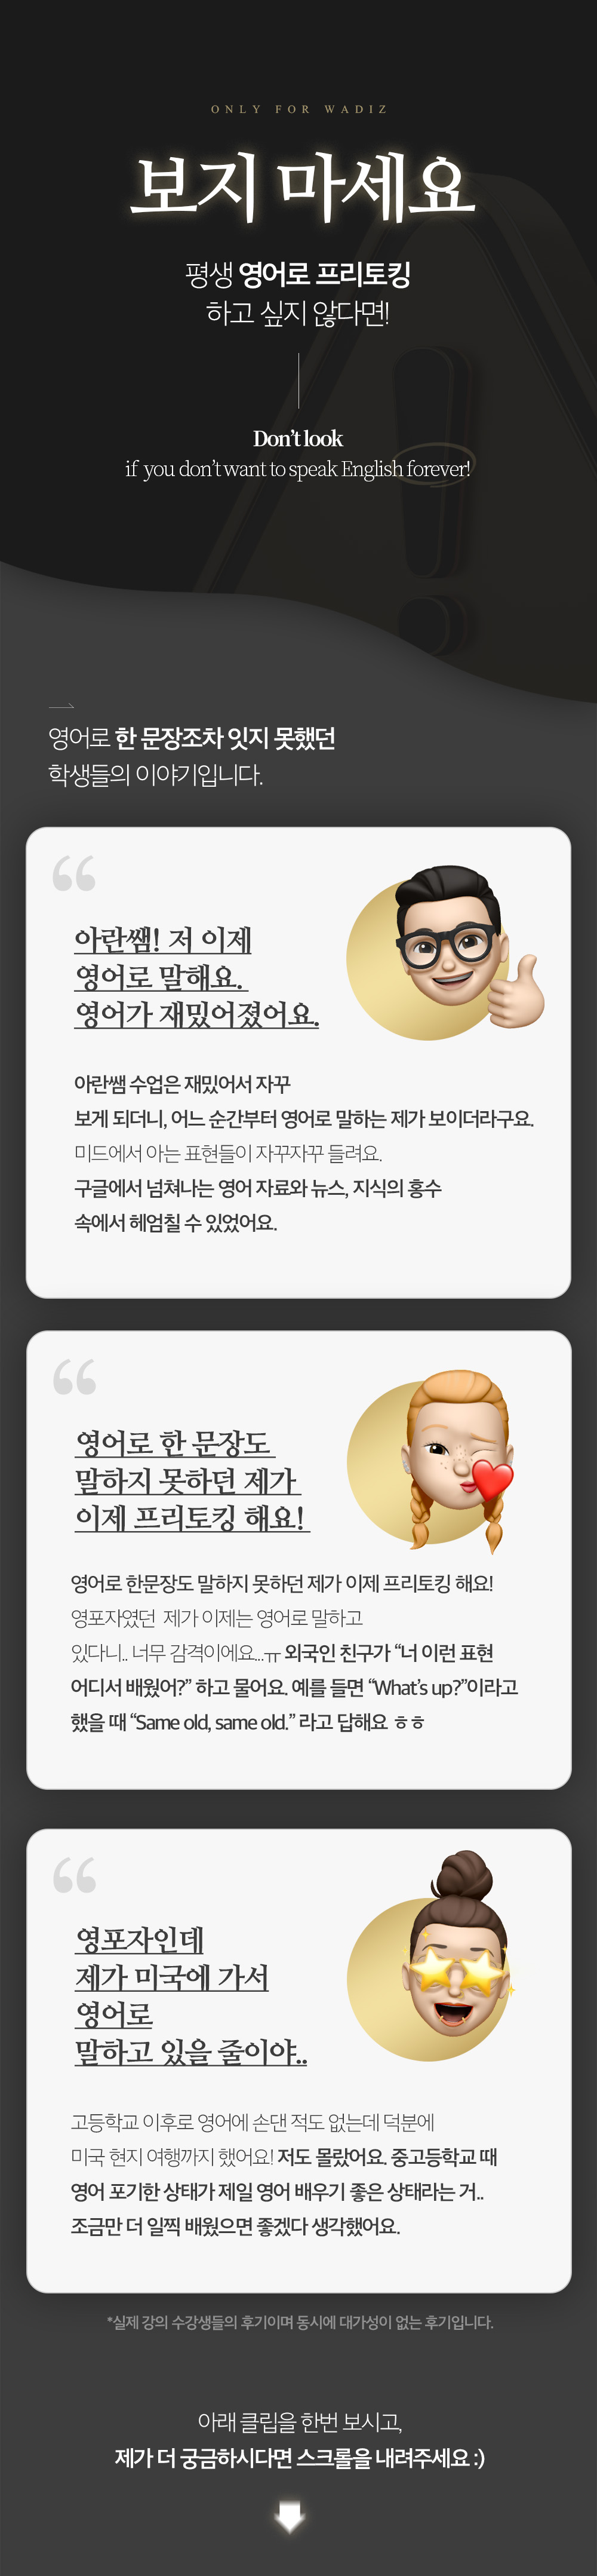 ONLY FOR WADIZ
보지 마세요
평생 영어로 프리토킹
하고 싶지 않다면!
Don't look
if you don't want to speak English forever!
영어로 한 문장조차 잇지 못했던
학생들의 이야기입니다.
“
아란쌤! 저 이제
영어로 말해요.
영어가 재밌어졌어요.
아란쌤 수업은 재밌어서 자꾸
보게 되더니, 어느 순간부터 영어로 말하는 제가 보이더라구요.
미드에서 아는 표현들이 자꾸자꾸 들려요.
구글에서 넘쳐나는 영어 자료와 뉴스, 지식의 홍수
속에서 헤엄칠 수 있었어요.
“
영어로 한 문장도
말하지 못하던 제가
이제 프리토킹 해요!
영어로 한문장도 말하지 못하던 제가 이제 프리토킹 해요!
영포자였던 제가 이제는 영어로 말하고
있다니.. 너무 감격이에요...ㅠ 외국인 친구가 “너 이런 표현
어디서 배웠어?” 하고 물어요. 예를 들면 “What's up?”이라고
했을 때 “Same old, same old.” 라고 답해요 ㅎㅎ
“
영포자인데
제가 미국에 가서
영어로
말하고 있을 줄이야..
고등학교 이후로 영어에 손댄 적도 없는데 덕분에
미국 현지 여행까지 했어요! 저도 몰랐어요. 중고등학교 때
영어 포기한 상태가 제일 영어 배우기 좋은 상태라는 거..
조금만 더 일찍 배웠으면 좋겠다 생각했어요.
*실제 강의 수강생들의 후기이며 동시에 대가성이 없는 후기입니다.
아래 클립을 한번 보시고,
제가 더 궁금하시다면 스크롤을 내려주세요 :)